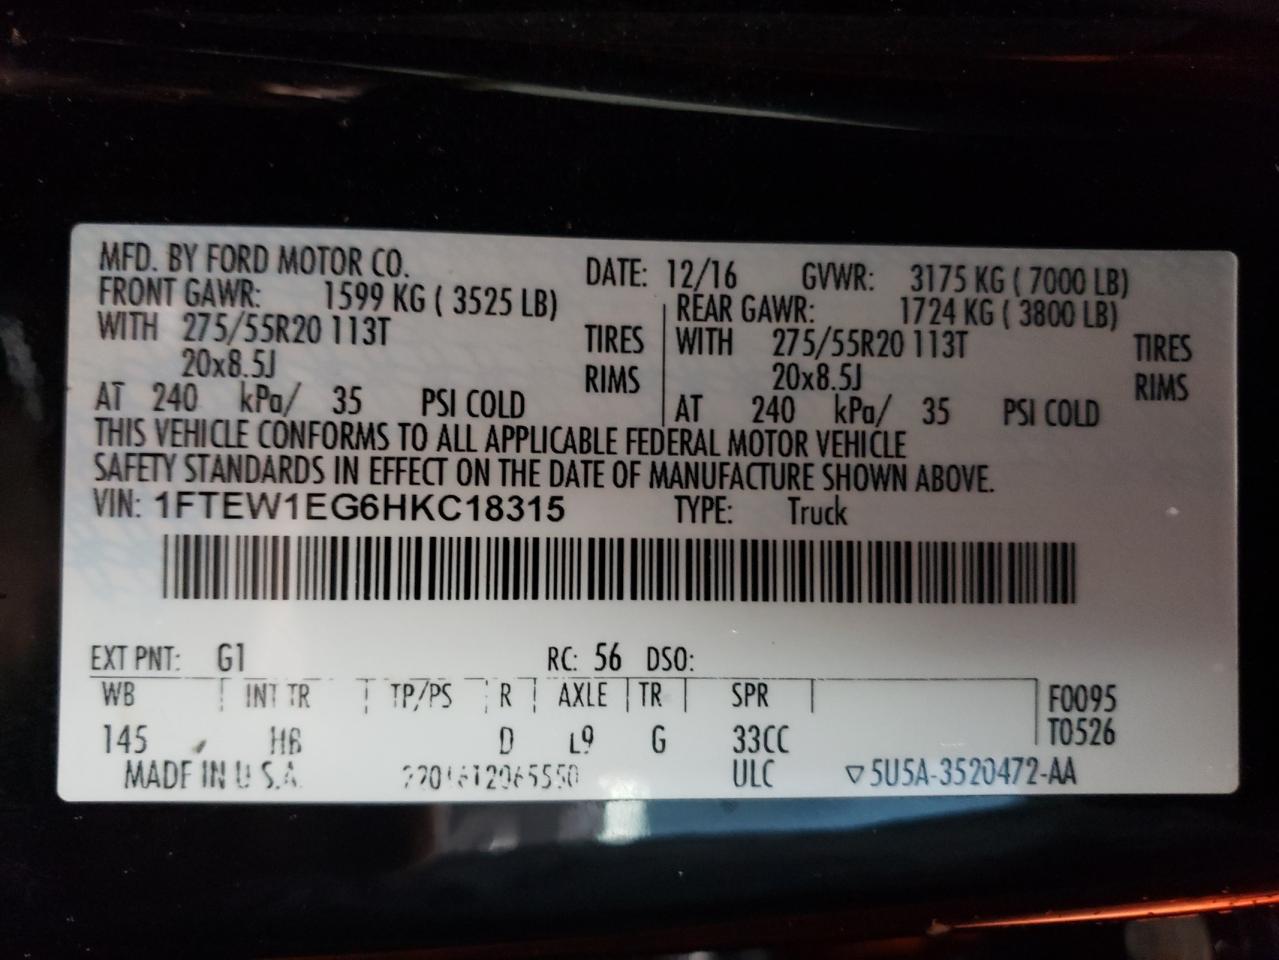 MFD. BY FORD MOTOR CO. DATE: 12/16 GVWR: 3175 KG ( 7000 LB)
FRONT GAWR: 1599 KG ( 3525 LB) REAR GAWR: 1724 KG ( 3800 LB)
WITH 275/55R20 113T TIRES WITH 275/55R20 113T TIRES
20x8.5J RIMS 20x8.5J RIMS
AT 240 kPa/ 35 PSI COLD AT 240 kPa/ 35 PSI COLD
THIS VEHICLE CONFORMS TO ALL APPLICABLE FEDERAL MOTOR VEHICLE
SAFETY STANDARDS IN EFFECT ON THE DATE OF MANUFACTURE SHOWN ABOVE.
VIN: 1FTEW1EG6HKC18315 TYPE: Truck
EXT PNT: G1 RC: 56 DSO:
WB INT TR TP/PS R AXLE TR SPR F0095
145 D L9 G 33CC T0526
MADE IN U.S.A. ULC ▽5U5A-3520472-AA